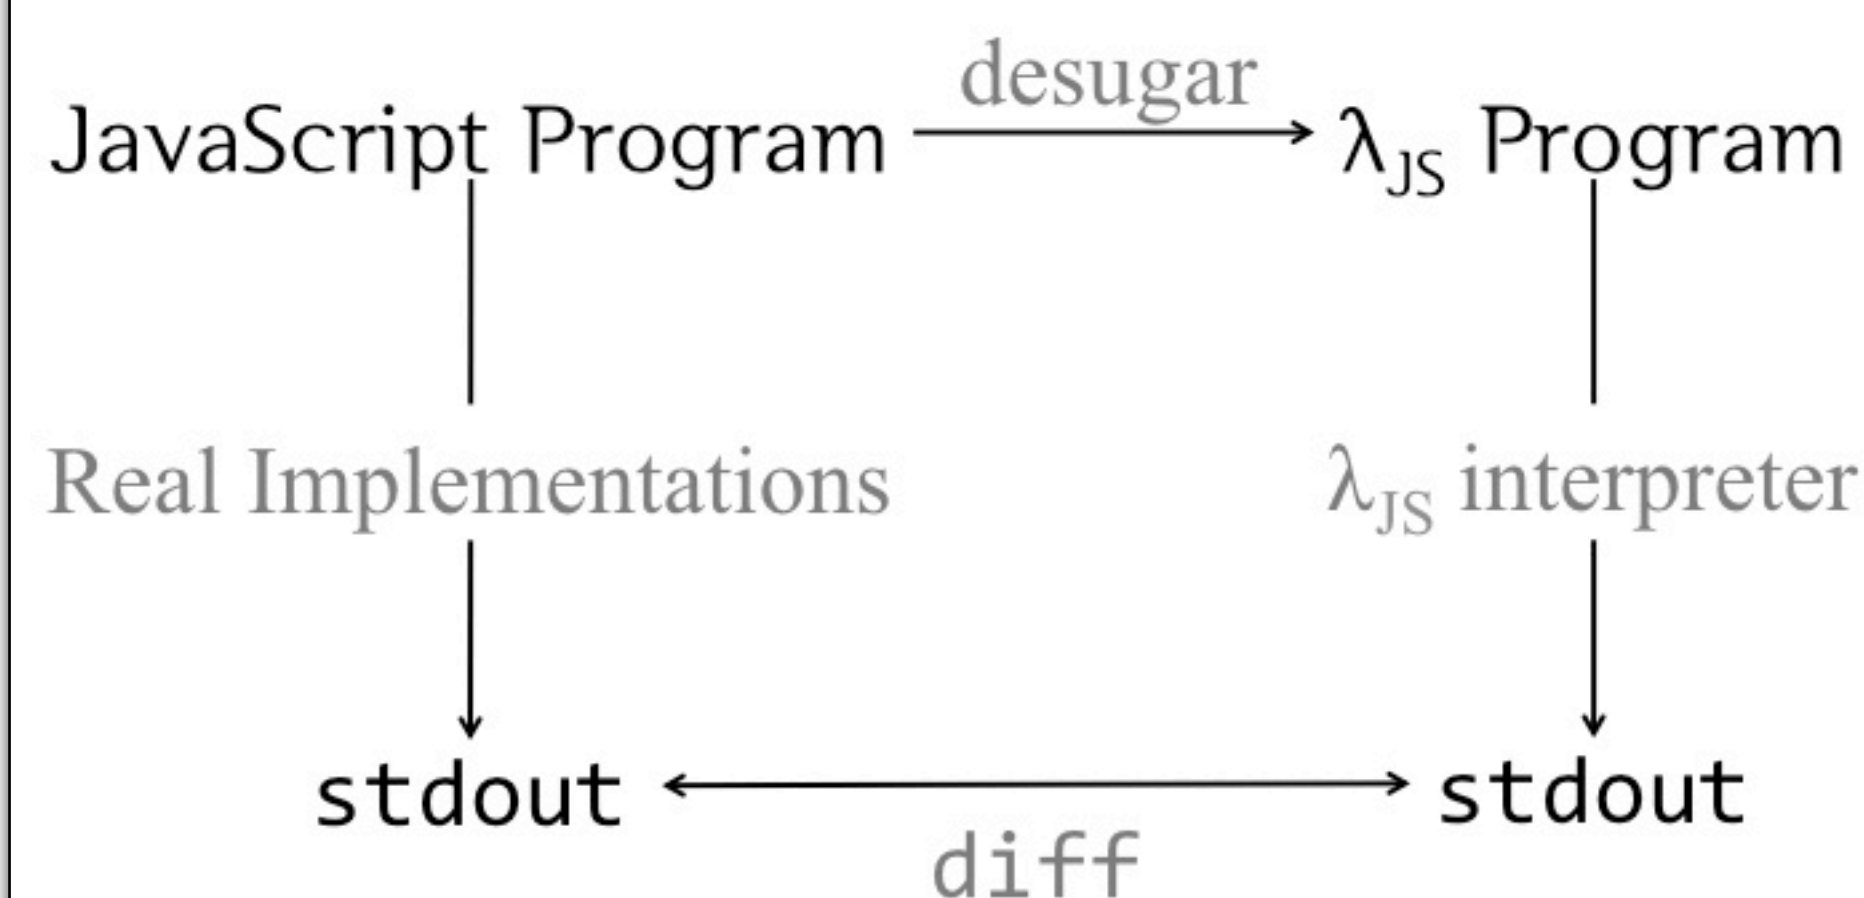 desugar
JavaScript Program λJS Program
Real Implementations λJS interpreter
stdout stdout
diff